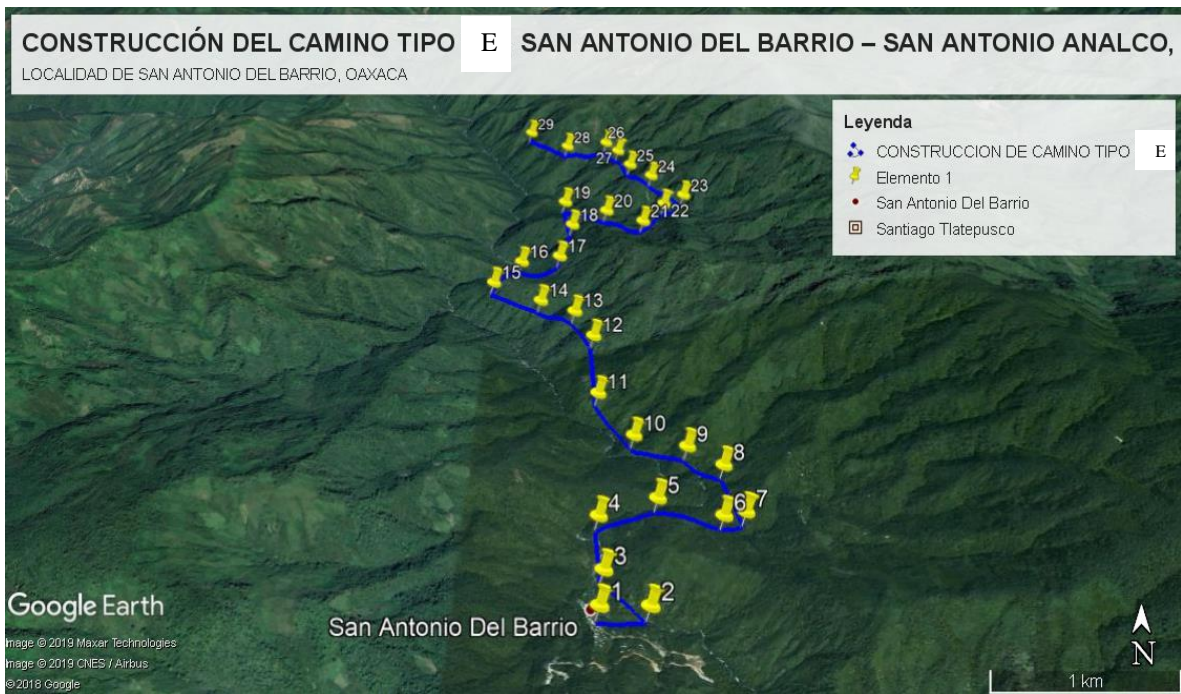 CONSTRUCCIÓN DEL CAMINO TIPO E SAN ANTONIO DEL BARRIO – SAN ANTONIO ANALCO,
LOCALIDAD DE SAN ANTONIO DEL BARRIO, OAXACA
Leyenda
CONSTRUCCION DE CAMINO TIPO E
Elemento 1
San Antonio Del Barrio
Santiago Tlatepusco
29
28
26
27
25
24
23
22
21
20
19
18
17
16
15
14
13
12
11
10
9
8
7
6
5
4
3
1
2
San Antonio Del Barrio
Google Earth
Image © 2019 Maxar Technologies
Image © 2019 CNES / Airbus
© 2018 Google
N
1 km